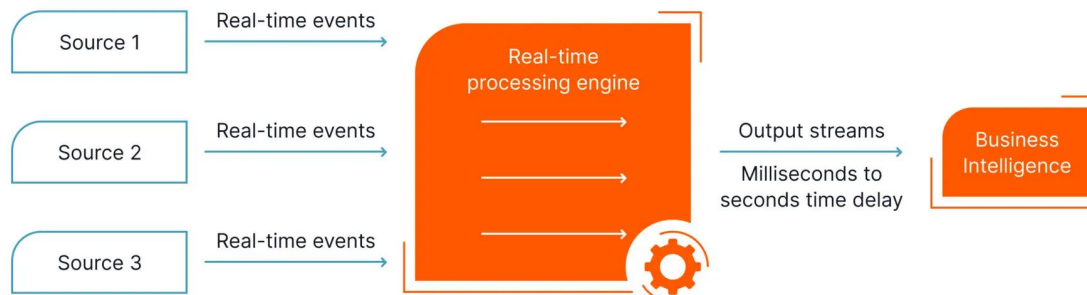 Source 1
Real-time events
Source 2
Real-time events
Source 3
Real-time events
Real-time
processing engine
Output streams
Milliseconds to
seconds time delay
Business
Intelligence